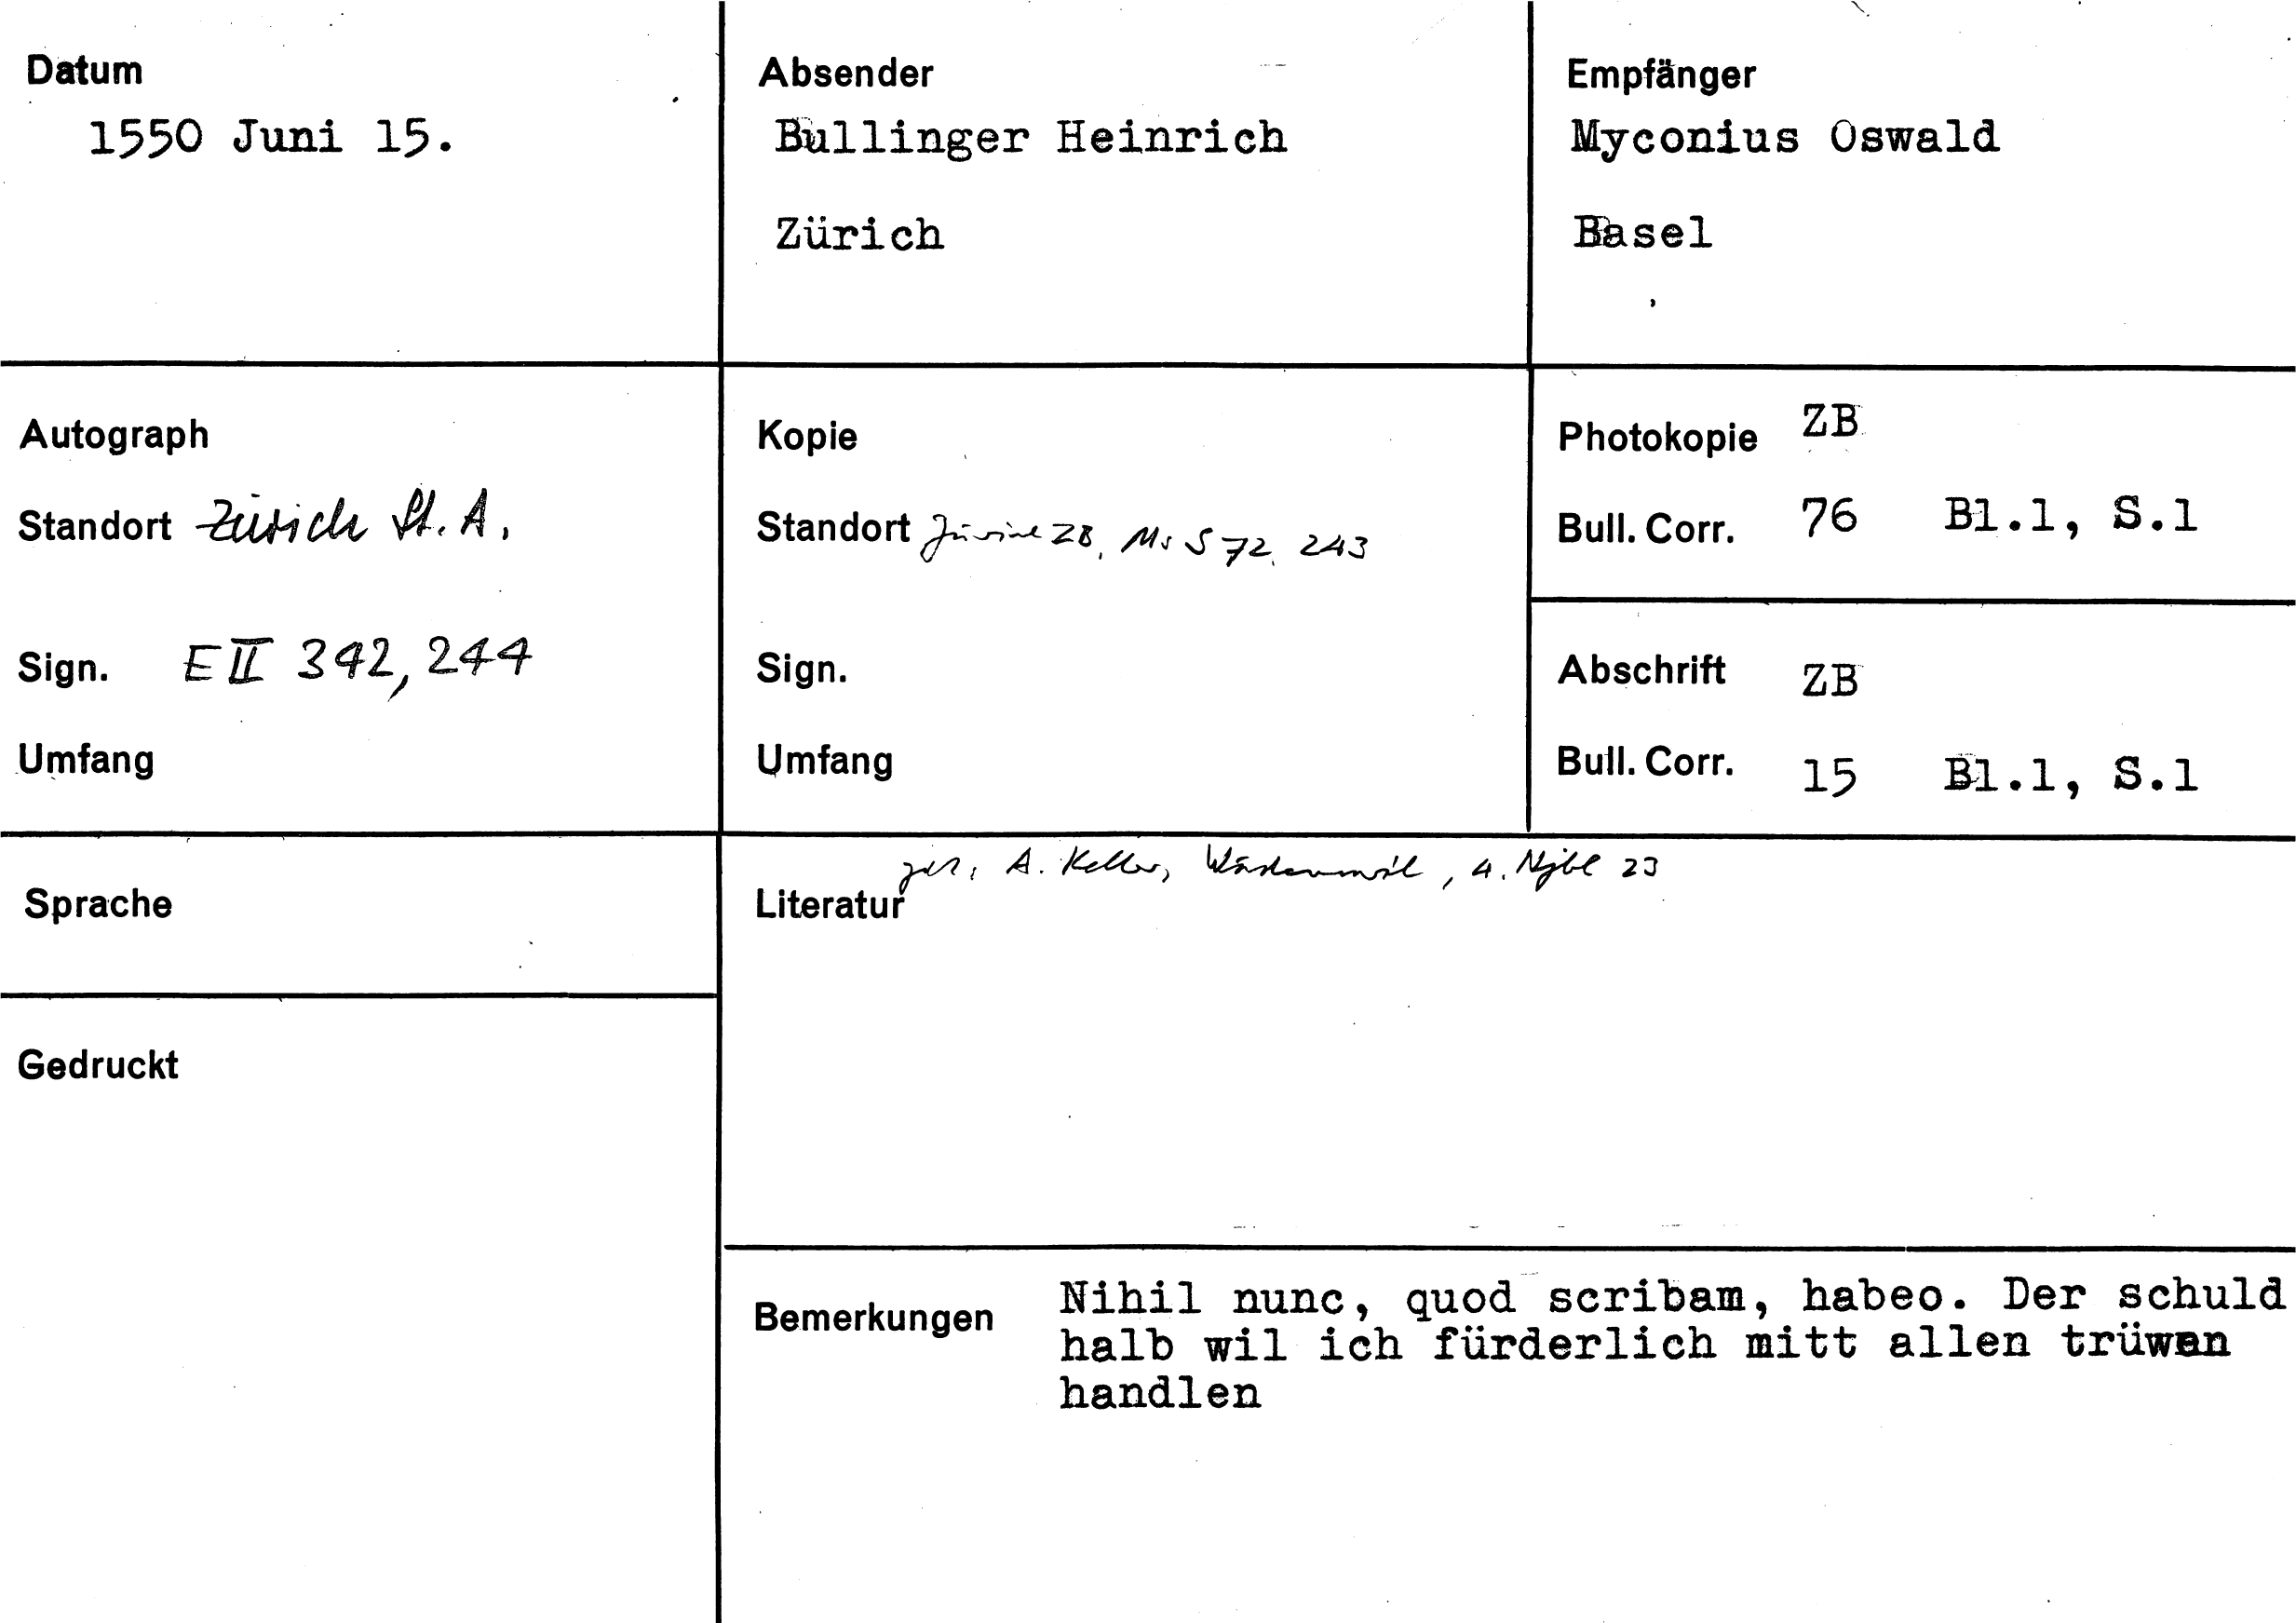 Datum
1550 Juni 15.
Absender
Bullinger Heinrich
Zürich
Empfänger
Myconius Oswald
Basel
Autograph
Standort Zürich St. A.
Sign. E II 342, 244
Umfang
Kopie
Standort Zürich ZB, Ms S 72, 243
Sign.
Umfang
Photokopie ZB
Bull. Corr. 76 Bl.1, S.1
Abschrift ZB
Bull. Corr. 15 Bl.1, S.1
Sprache
Gedruckt
A. Keller, 4. Njbl 23
Literatur
Bemerkungen
Nihil nunc, quod scribam, habeo. Der schuld
halb wil ich fürderlich mitt allen trüwen
handlen